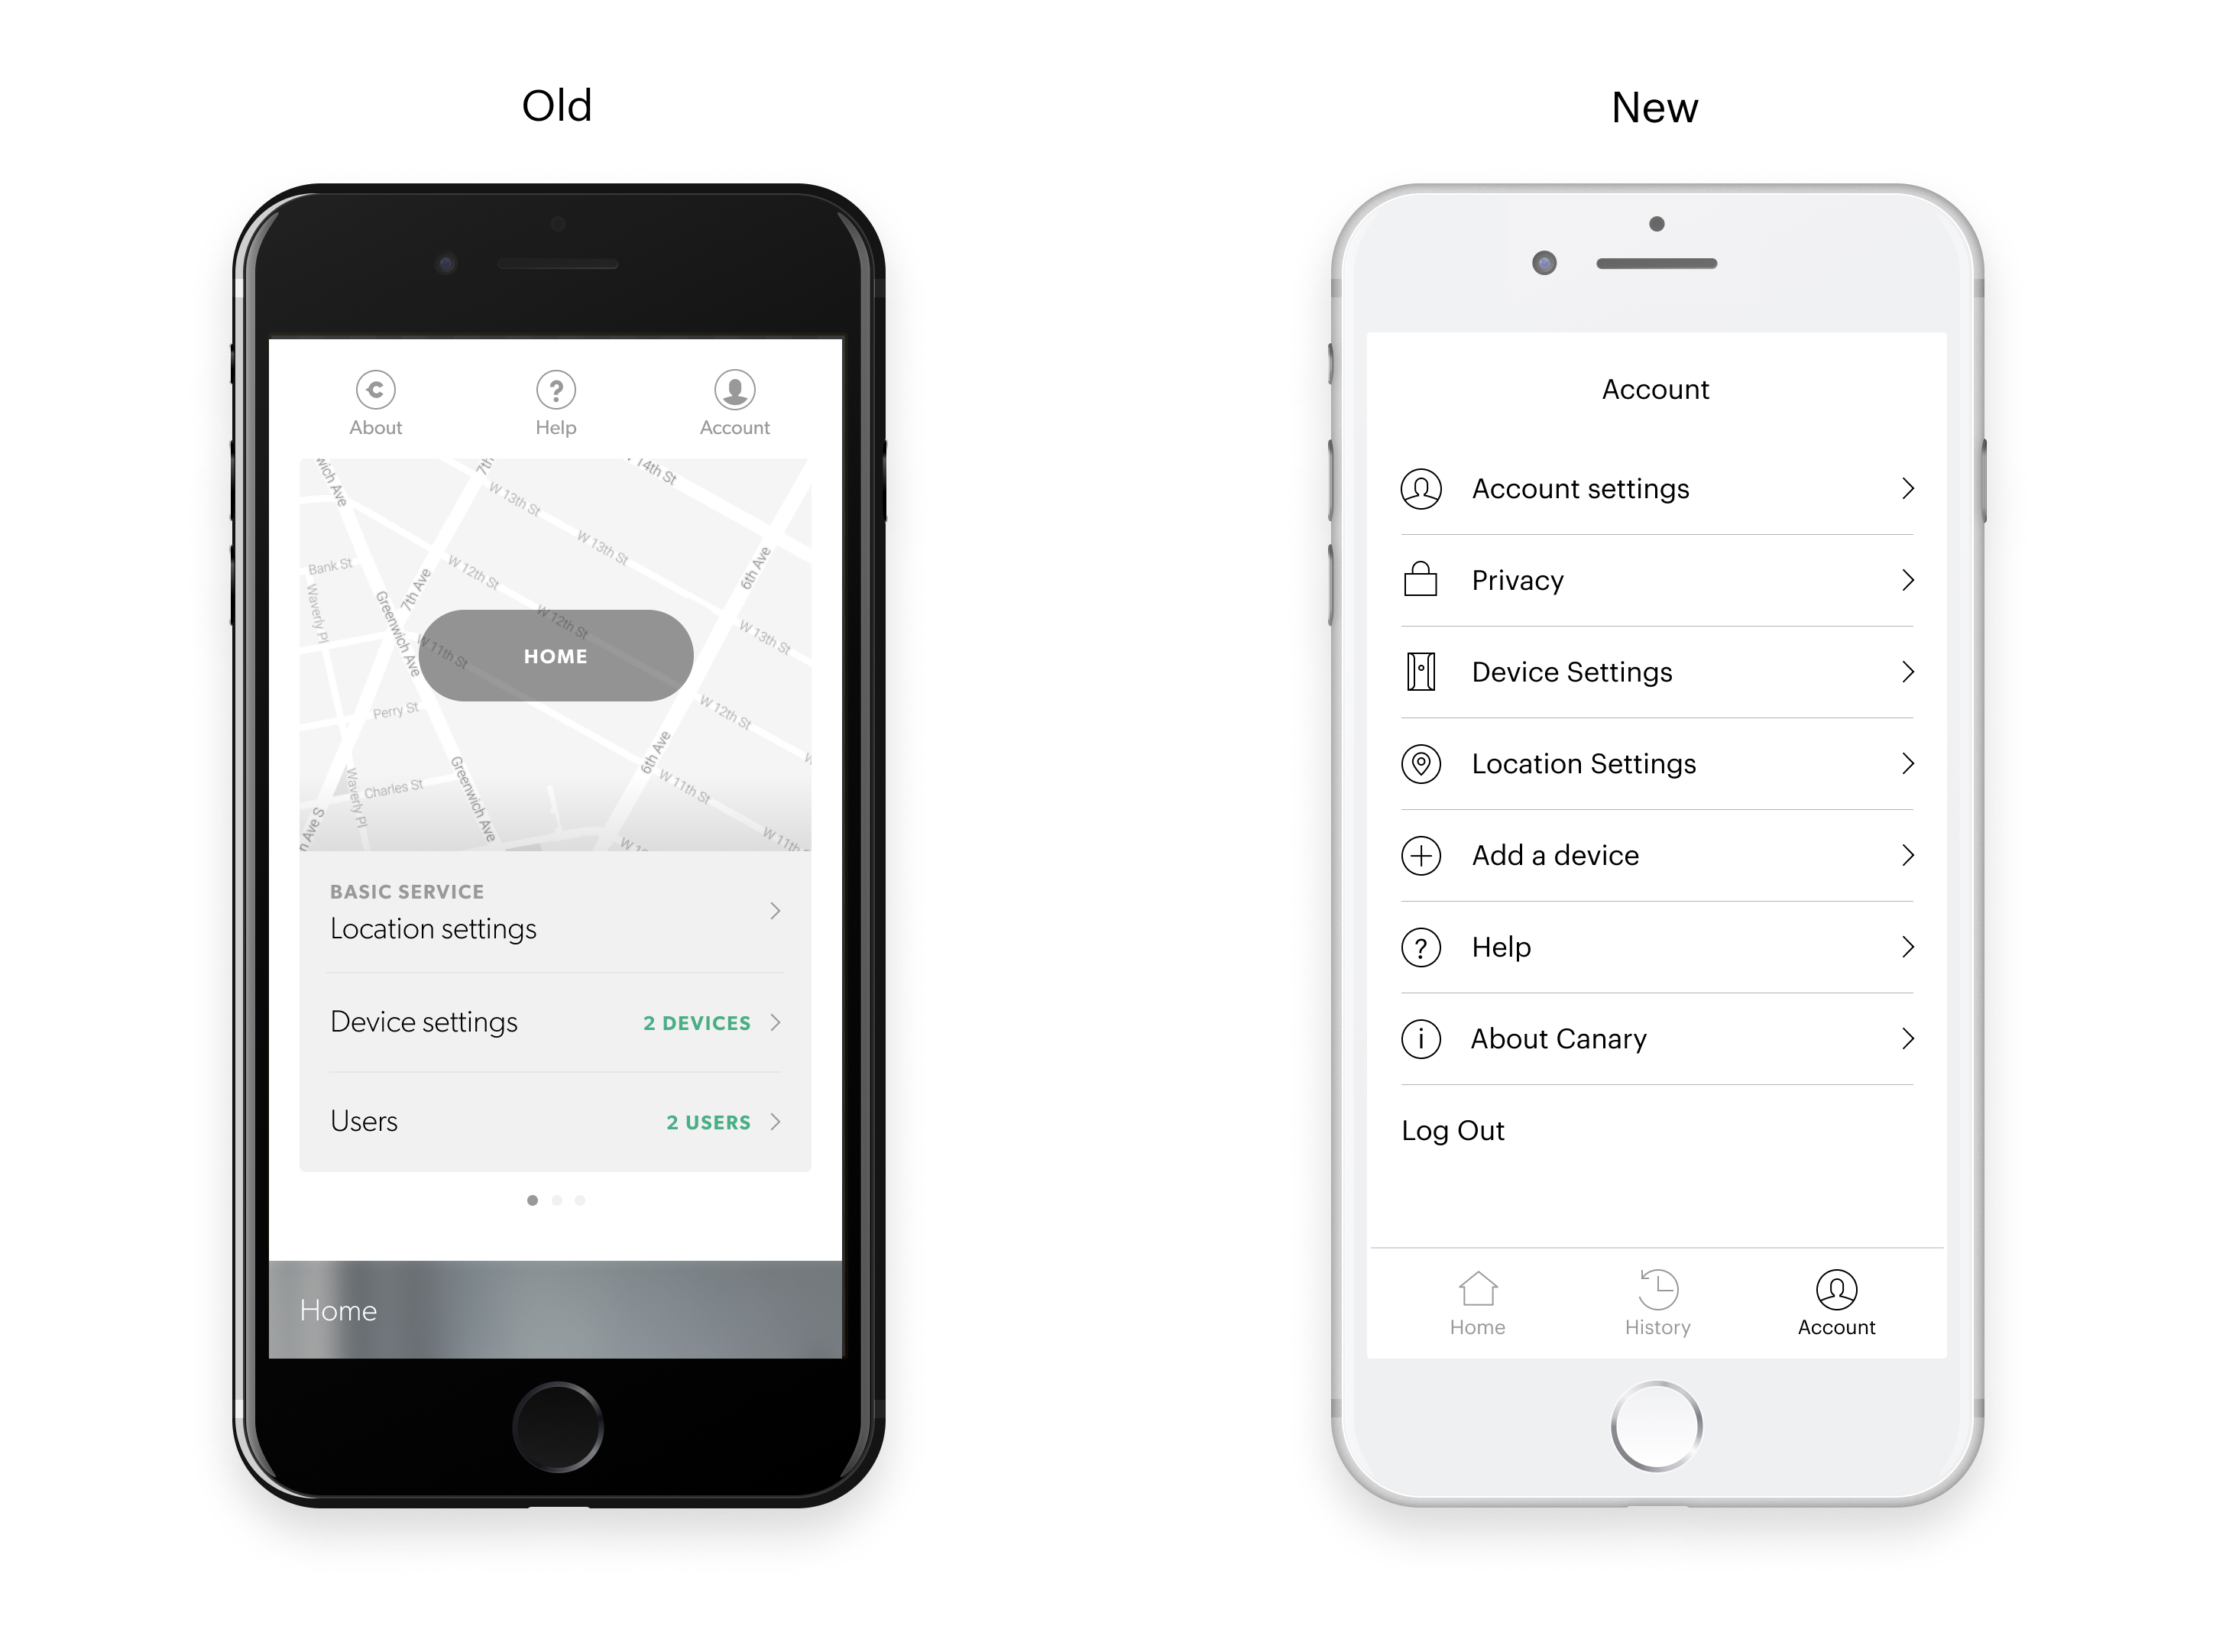 Old
New
About
Help
Account
14th St
7th
W 13th St
W 13th St
Bank St
W 12th St
6th Ave
7th Ave
Waverly Pl
Greenwich Ave
W 12th St
W 13th St
W 11th St
HOME
Perry St
W 12th St
6th Ave
Charles St
Waverly Pl
Greenwich Ave
W 11th St
W 11th
BASIC SERVICE
Location settings
Device settings
2 DEVICES
Users
2 USERS
Home
Account
Account settings
Privacy
Device Settings
Location Settings
Add a device
Help
About Canary
Log Out
Home
History
Account